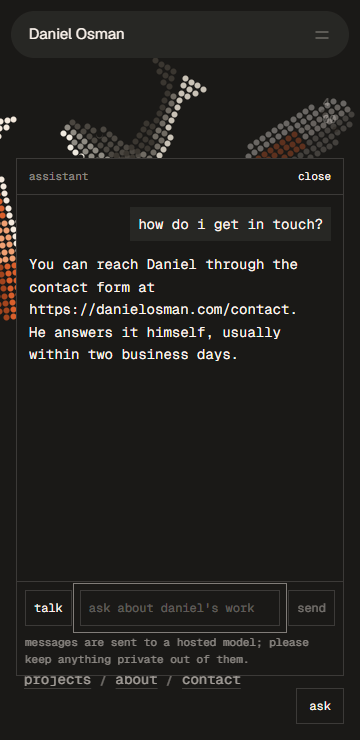 Daniel Osman
assistant
close
how do i get in touch?
You can reach Daniel through the
contact form at
https://danielosman.com/contact.
He answers it himself, usually
within two business days.
talk
ask about daniel's work
send
messages are sent to a hosted model; please
keep anything private out of them.
projects / about / contact
ask